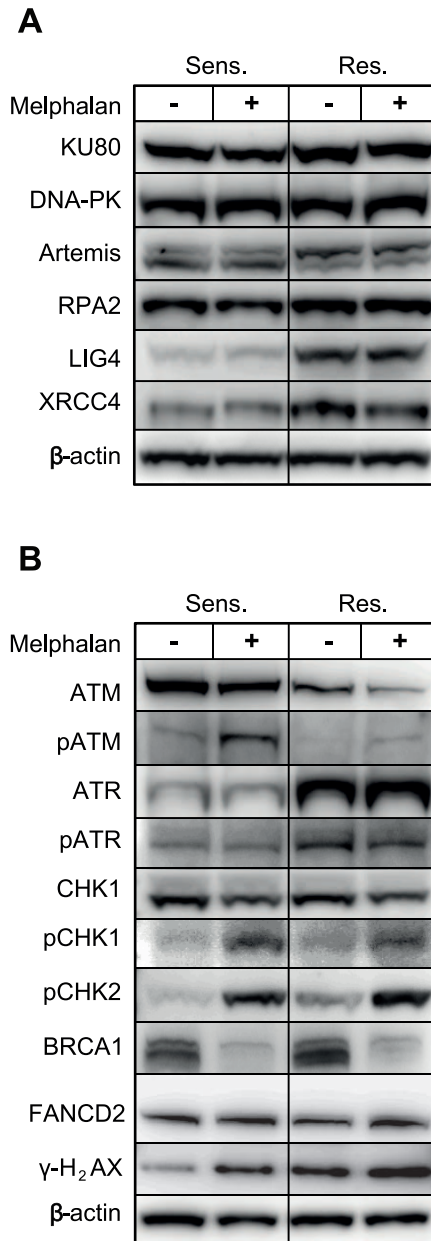 A
Sens. Res.
Melphalan - + - +
KU80
DNA-PK
Artemis
RPA2
LIG4
XRCC4
β-actin
B
Sens. Res.
Melphalan - + - +
ATM
pATM
ATR
pATR
CHK1
pCHK1
pCHK2
BRCA1
FANCD2
γ-H₂AX
β-actin